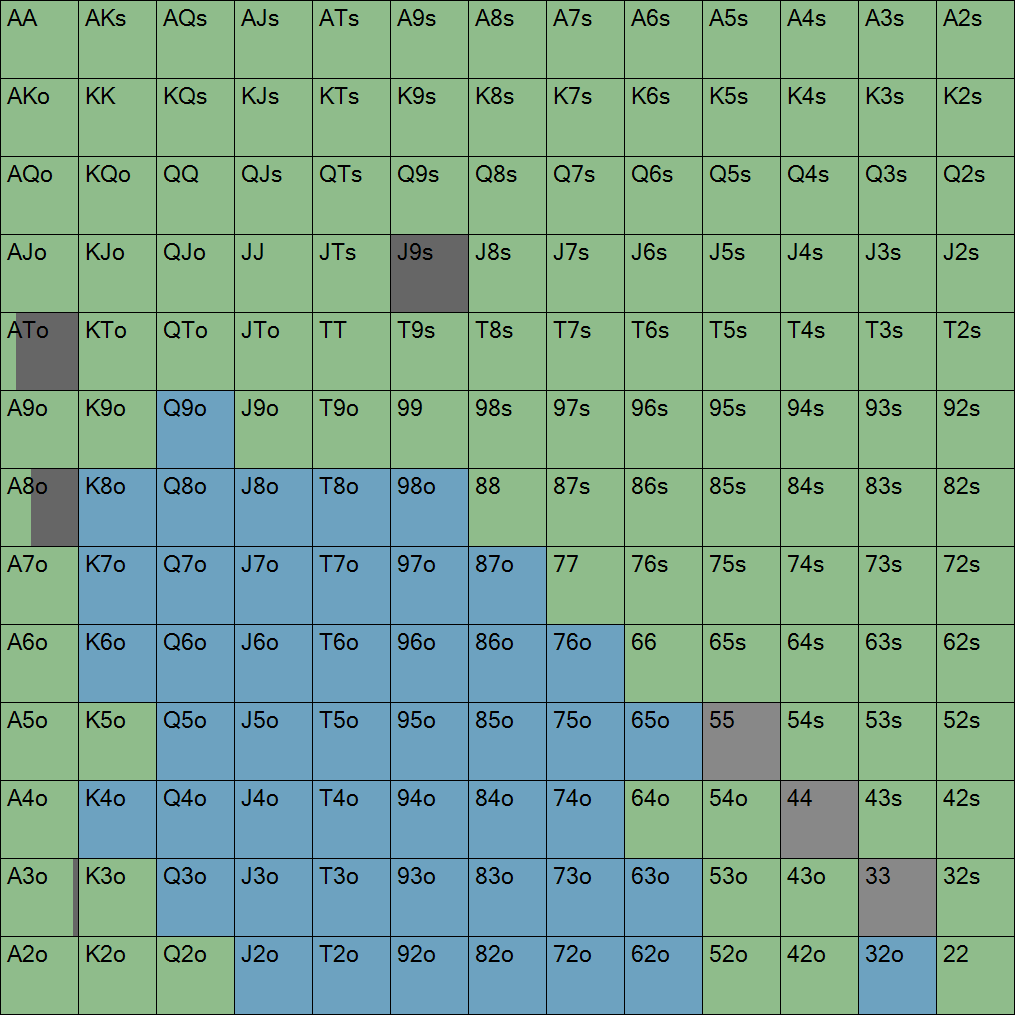 AA AKs AQs AJs ATs A9s A8s A7s A6s A5s A4s A3s A2s
AKo KK KQs KJs KTs K9s K8s K7s K6s K5s K4s K3s K2s
AQo KQo QQ QJs QTs Q9s Q8s Q7s Q6s Q5s Q4s Q3s Q2s
AJo KJo QJo JJ JTs J9s J8s J7s J6s J5s J4s J3s J2s
ATo KTo QTo JTo TT T9s T8s T7s T6s T5s T4s T3s T2s
A9o K9o Q9o J9o T9o 99 98s 97s 96s 95s 94s 93s 92s
A8o K8o Q8o J8o T8o 98o 88 87s 86s 85s 84s 83s 82s
A7o K7o Q7o J7o T7o 97o 87o 77 76s 75s 74s 73s 72s
A6o K6o Q6o J6o T6o 96o 86o 76o 66 65s 64s 63s 62s
A5o K5o Q5o J5o T5o 95o 85o 75o 65o 55 54s 53s 52s
A4o K4o Q4o J4o T4o 94o 84o 74o 64o 54o 44 43s 42s
A3o K3o Q3o J3o T3o 93o 83o 73o 63o 53o 43o 33 32s
A2o K2o Q2o J2o T2o 92o 82o 72o 62o 52o 42o 32o 22